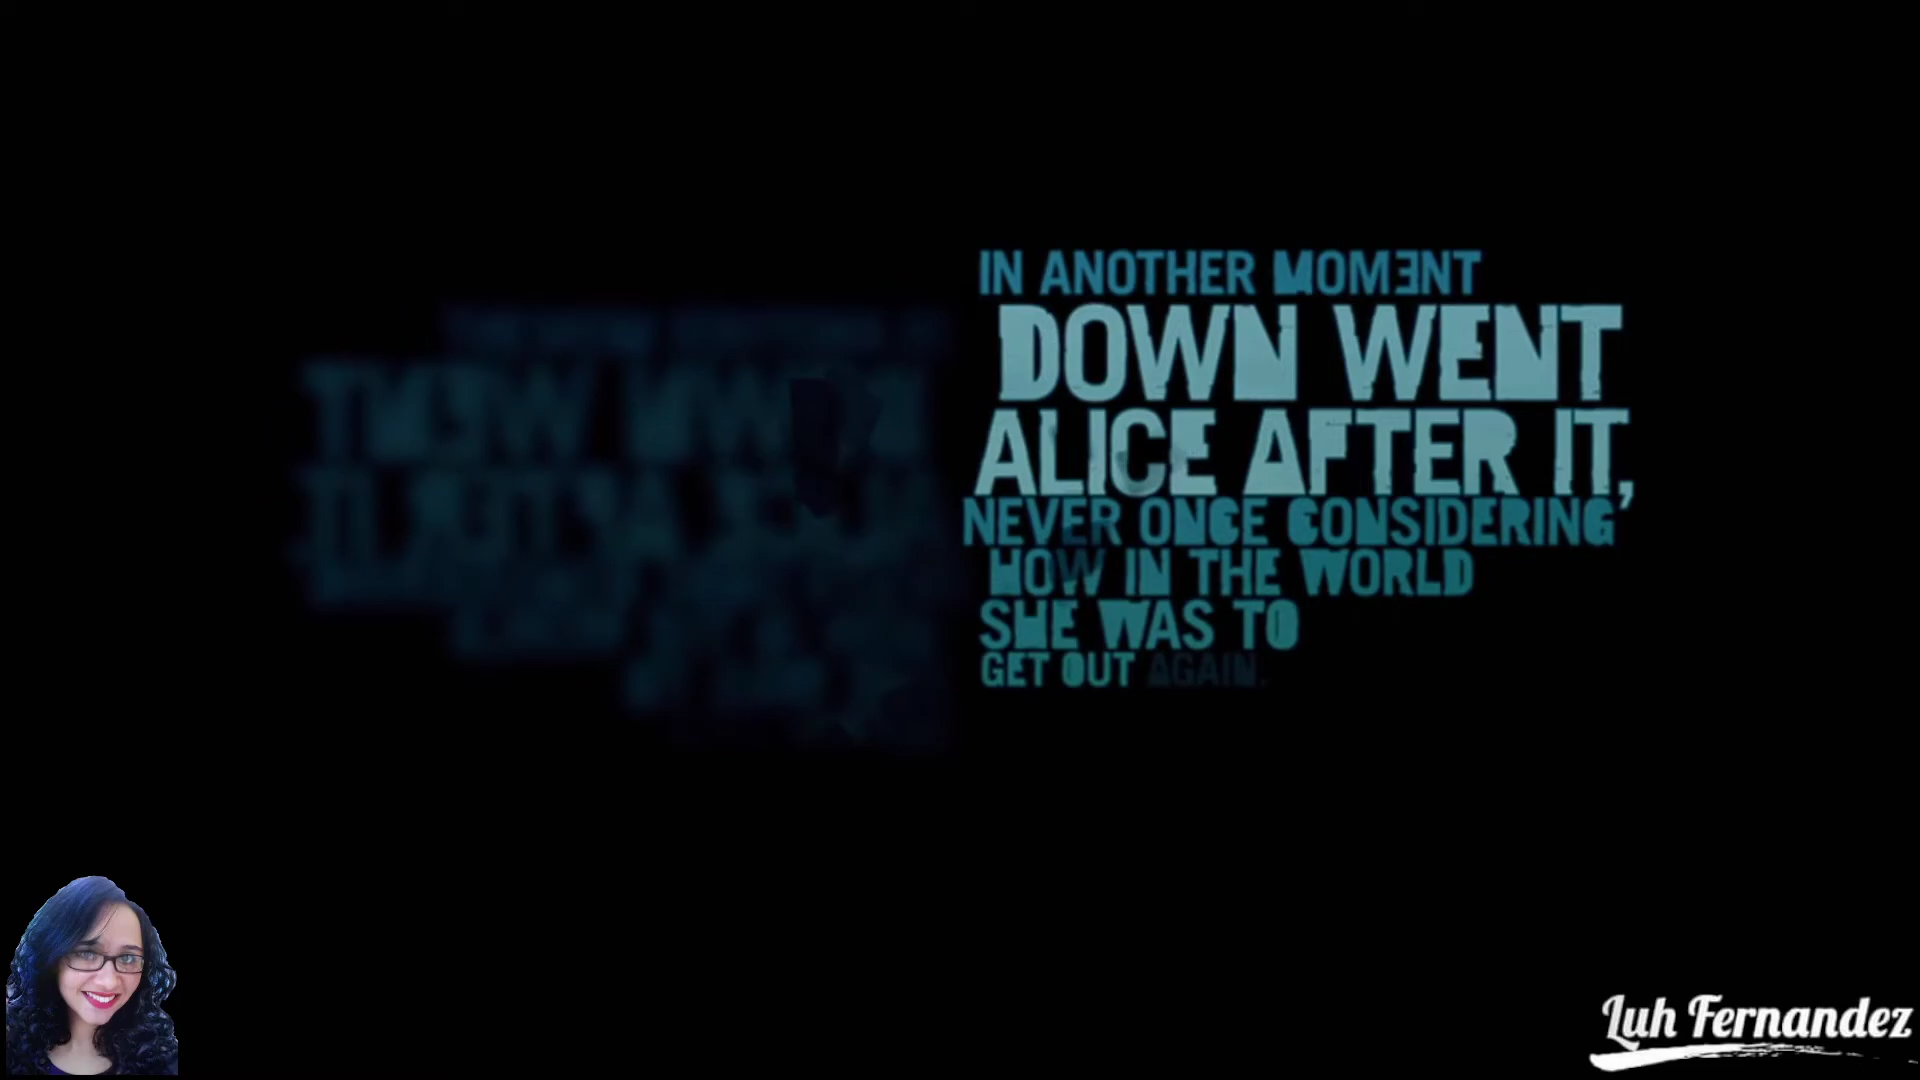 IN ANOTHER MOMENT
DOWN WENT
ALICE AFTER IT,
NEVER ONCE CONSIDERING
HOW IN THE WORLD
SHE WAS TO
GET OUT AGAIN.
Luh Fernandez